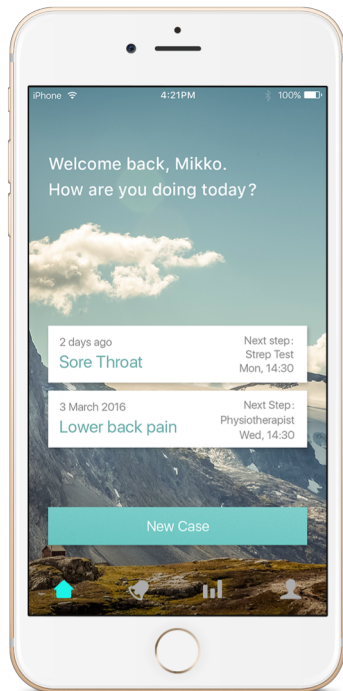 iPhone 4:21PM 100%
Welcome back, Mikko.
How are you doing today?
2 days ago
Sore Throat
Next step:
Strep Test
Mon, 14:30
3 March 2016
Lower back pain
Next Step:
Physiotherapist
Wed, 14:30
New Case